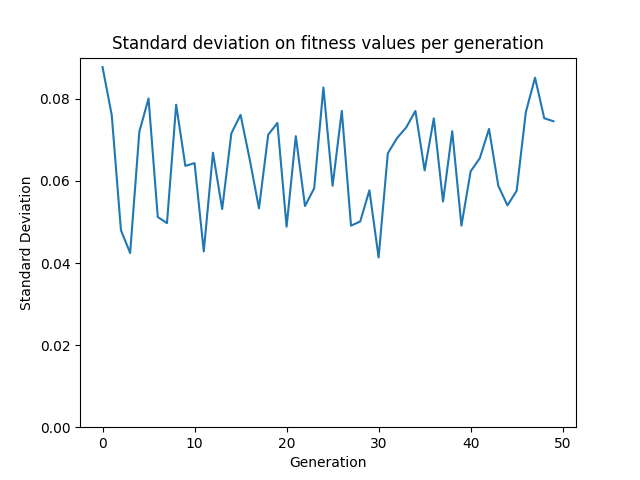 Standard deviation on fitness values per generation
Standard Deviation
0.08
0.06
0.04
0.02
0.00
0 10 20 30 40 50
Generation